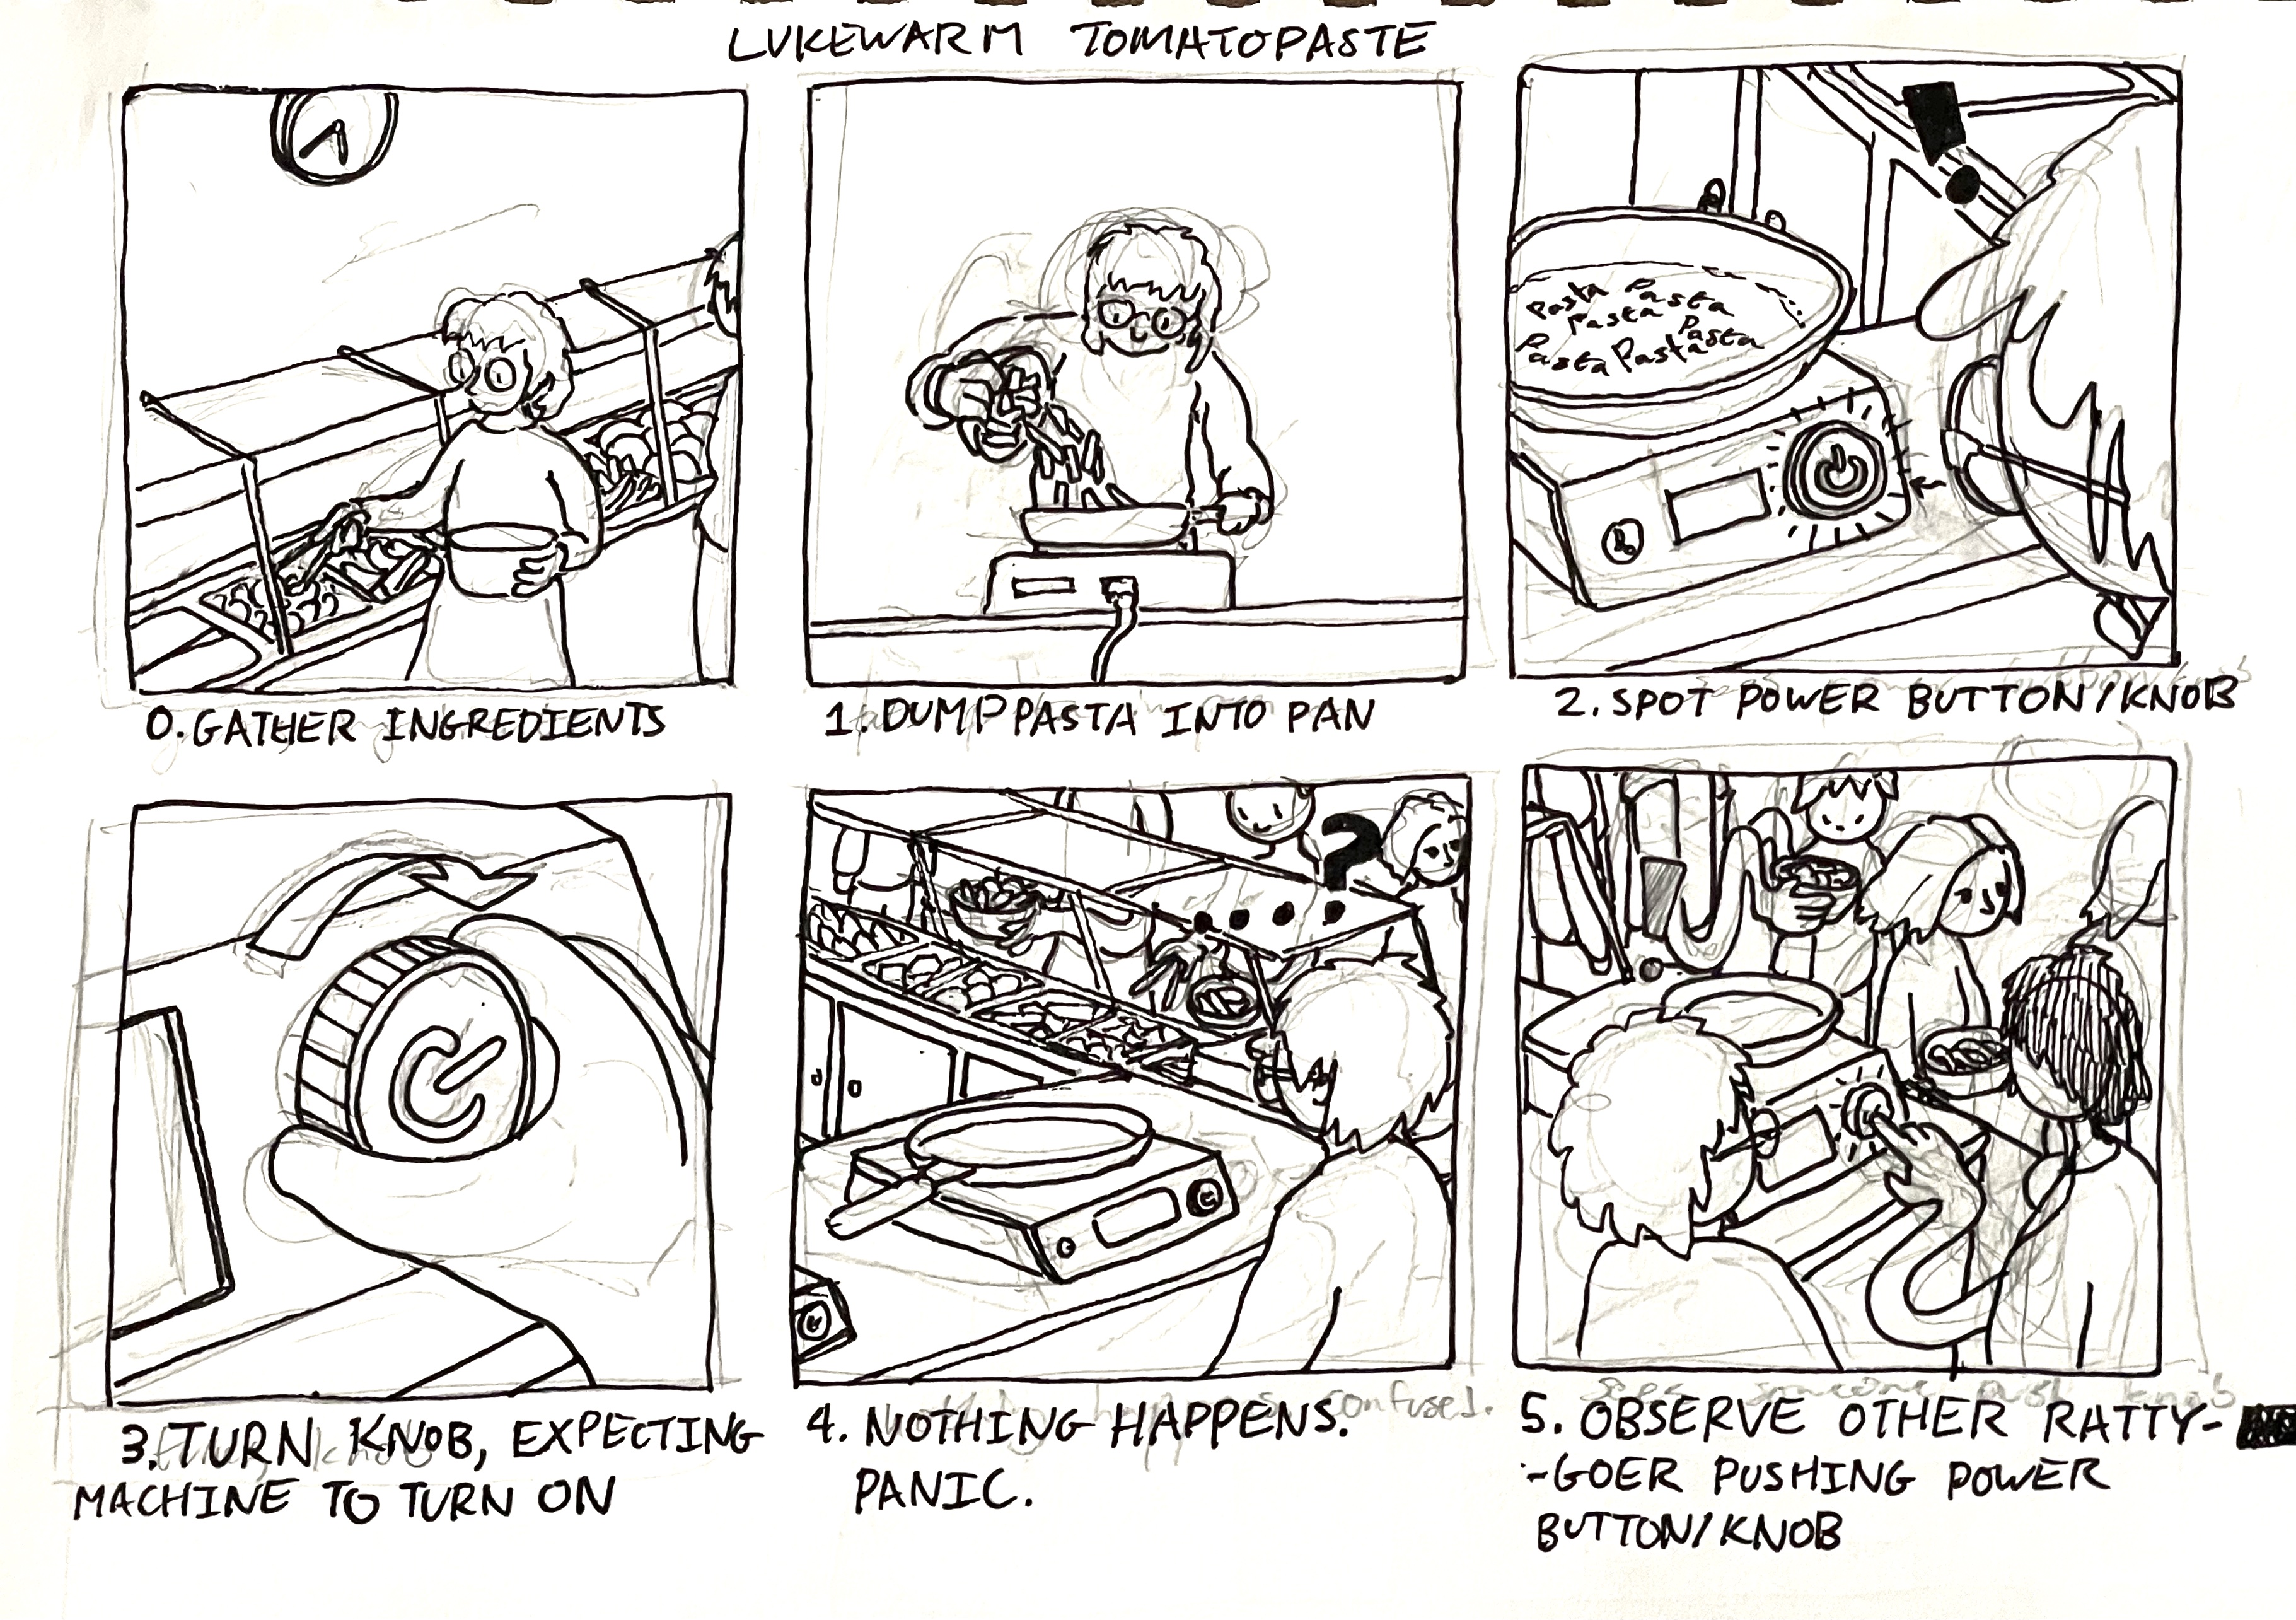 LUKEWARM TOMATOPASTE
Pasta Pasta
Pasta Pasta
Pasta
Pasta Pasta
0. GATHER INGREDIENTS
1. DUMP PASTA INTO PAN
2. SPOT POWER BUTTON/KNOB
?
3. TURN KNOB, EXPECTING
MACHINE TO TURN ON
4. NOTHING HAPPENS.
PANIC.
confused.
5. OBSERVE OTHER RATTY-
-GOER PUSHING POWER
BUTTON/KNOB